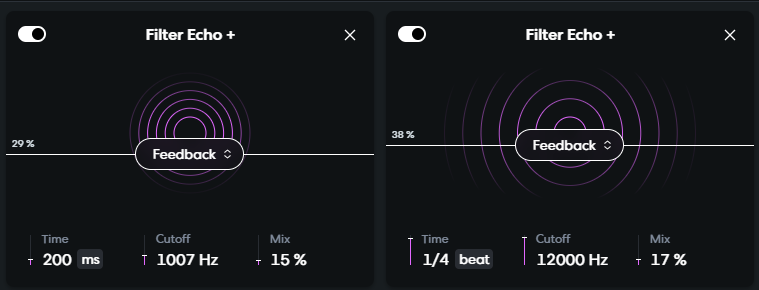 Filter Echo +
29 %
Feedback
Time
200 ms
Cutoff
1007 Hz
Mix
15 %
Filter Echo +
38 %
Feedback
Time
1/4 beat
Cutoff
12000 Hz
Mix
17 %